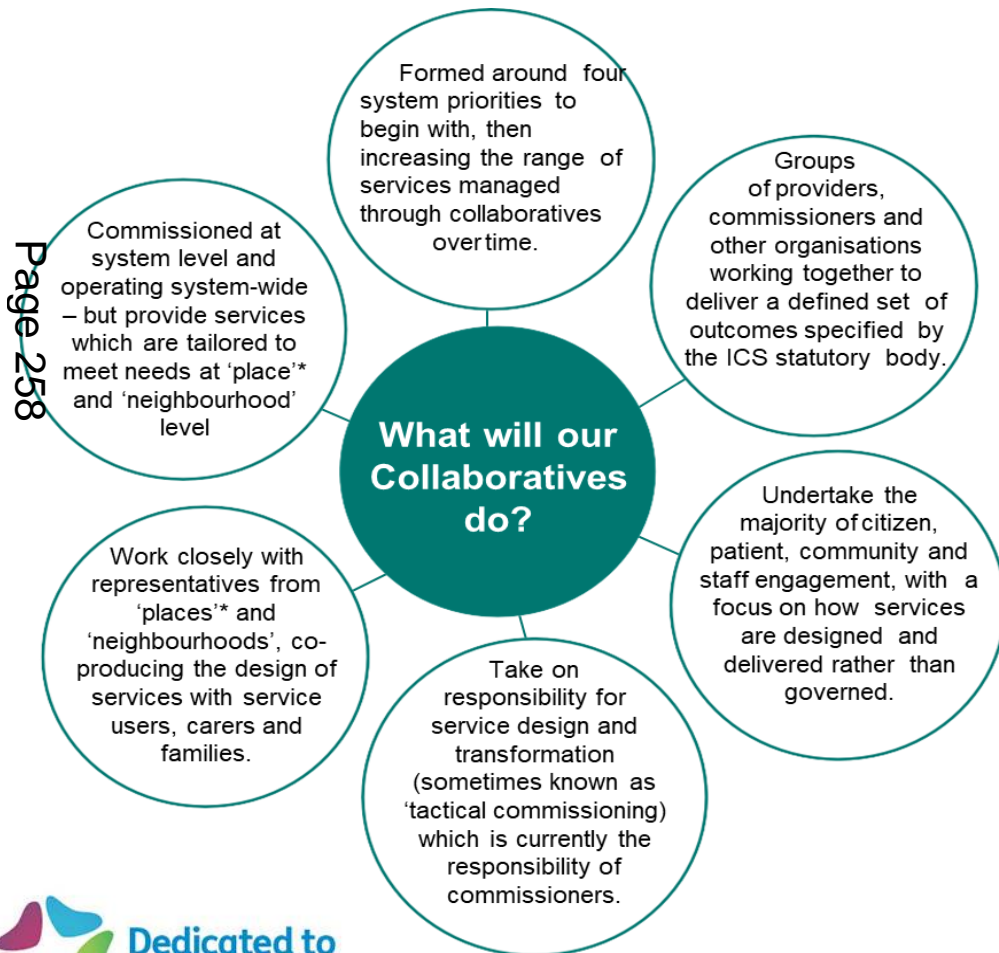 Formed around four
system priorities to
begin with, then
increasing the range of
services managed
through collaboratives
over time.
Groups
of providers,
commissioners and
other organisations
working together to
deliver a defined set of
outcomes specified by
the ICS statutory body.
Commissioned at
system level and
operating system-wide
– but provide services
which are tailored to
meet needs at ‘place’*
and ‘neighbourhood’
level
Page 258
What will our
Collaboratives
do?
Undertake the
majority of citizen,
patient, community and
staff engagement, with a
focus on how services
are designed and
delivered rather than
governed.
Work closely with
representatives from
‘places’* and
‘neighbourhoods’, co-
producing the design of
services with service
users, carers and
families.
Take on
responsibility for
service design and
transformation
(sometimes known as
‘tactical commissioning)
which is currently the
responsibility of
commissioners.
Dedicated to